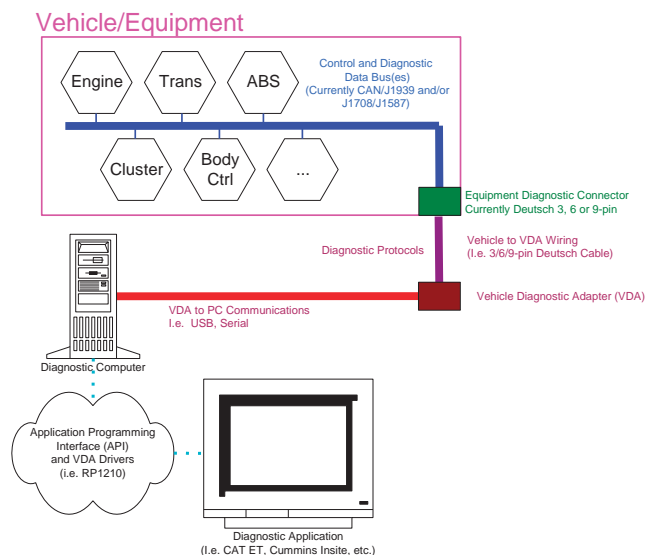 Vehicle/Equipment
Engine
Trans
ABS
Control and Diagnostic
Data Bus(es)
(Currently CAN/J1939 and/or
J1708/J1587)
Cluster
Body
Ctrl
...
Equipment Diagnostic Connector
Currently Deutsch 3, 6 or 9-pin
Diagnostic Protocols
Vehicle to VDA Wiring
(I.e. 3/6/9-pin Deutsch Cable)
Vehicle Diagnostic Adapter (VDA)
VDA to PC Communications
I.e. USB, Serial
Diagnostic Computer
Application Programming
Interface (API)
and VDA Drivers
(i.e. RP1210)
Diagnostic Application
(I.e. CAT ET, Cummins Insite, etc.)